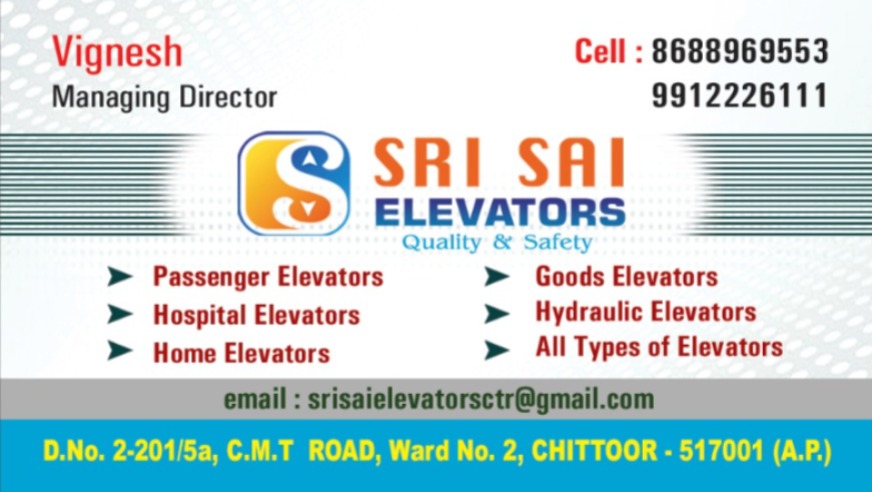 Vignesh
Managing Director
Cell : 8688969553
9912226111
SRI SAI
ELEVATORS
Quality & Safety
Passenger Elevators
Hospital Elevators
Home Elevators
Goods Elevators
Hydraulic Elevators
All Types of Elevators
email : srisaielevatorsctr@gmail.com
D.No. 2-201/5a, C.M.T ROAD, Ward No. 2, CHITTOOR - 517001 (A.P.)